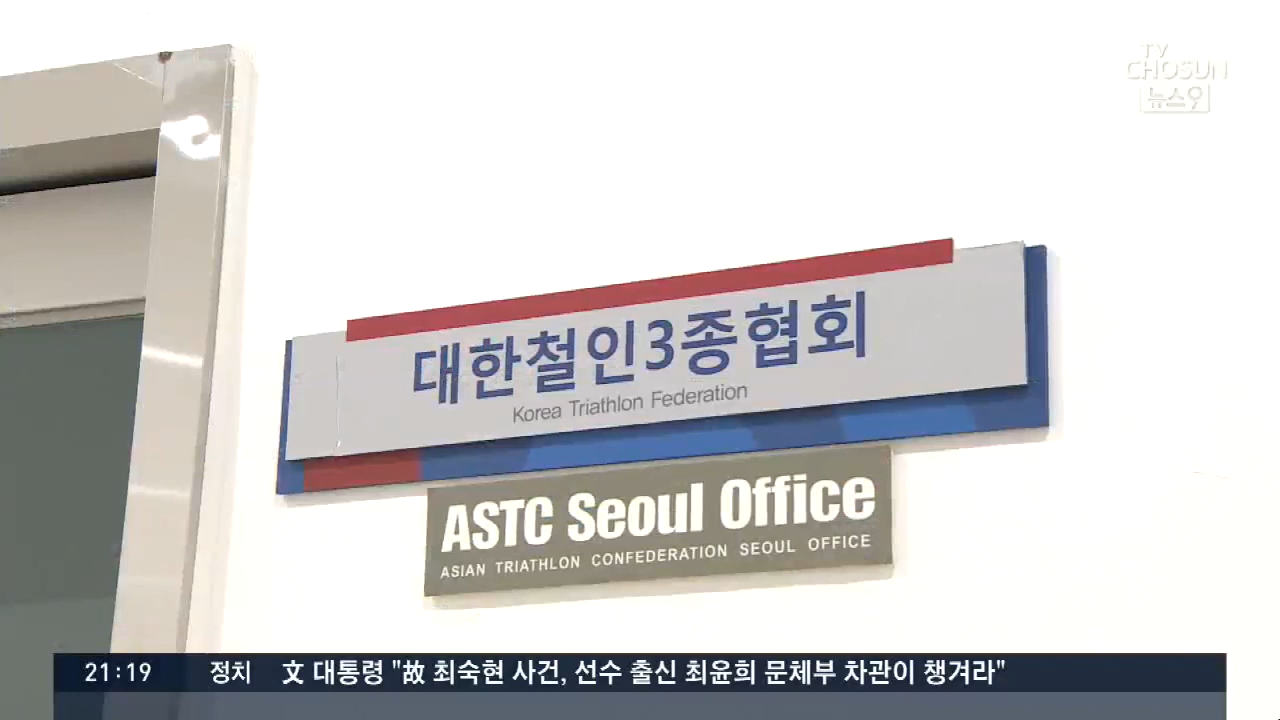 TV
CHOSUN
뉴스9
대한철인3종협회
Korea Triathlon Federation
ASTC Seoul Office
ASIAN TRIATHLON CONFEDERATION SEOUL OFFICE
21:19 정치 文 대통령 "故 최숙현 사건, 선수 출신 최윤희 문체부 차관이 챙겨라"